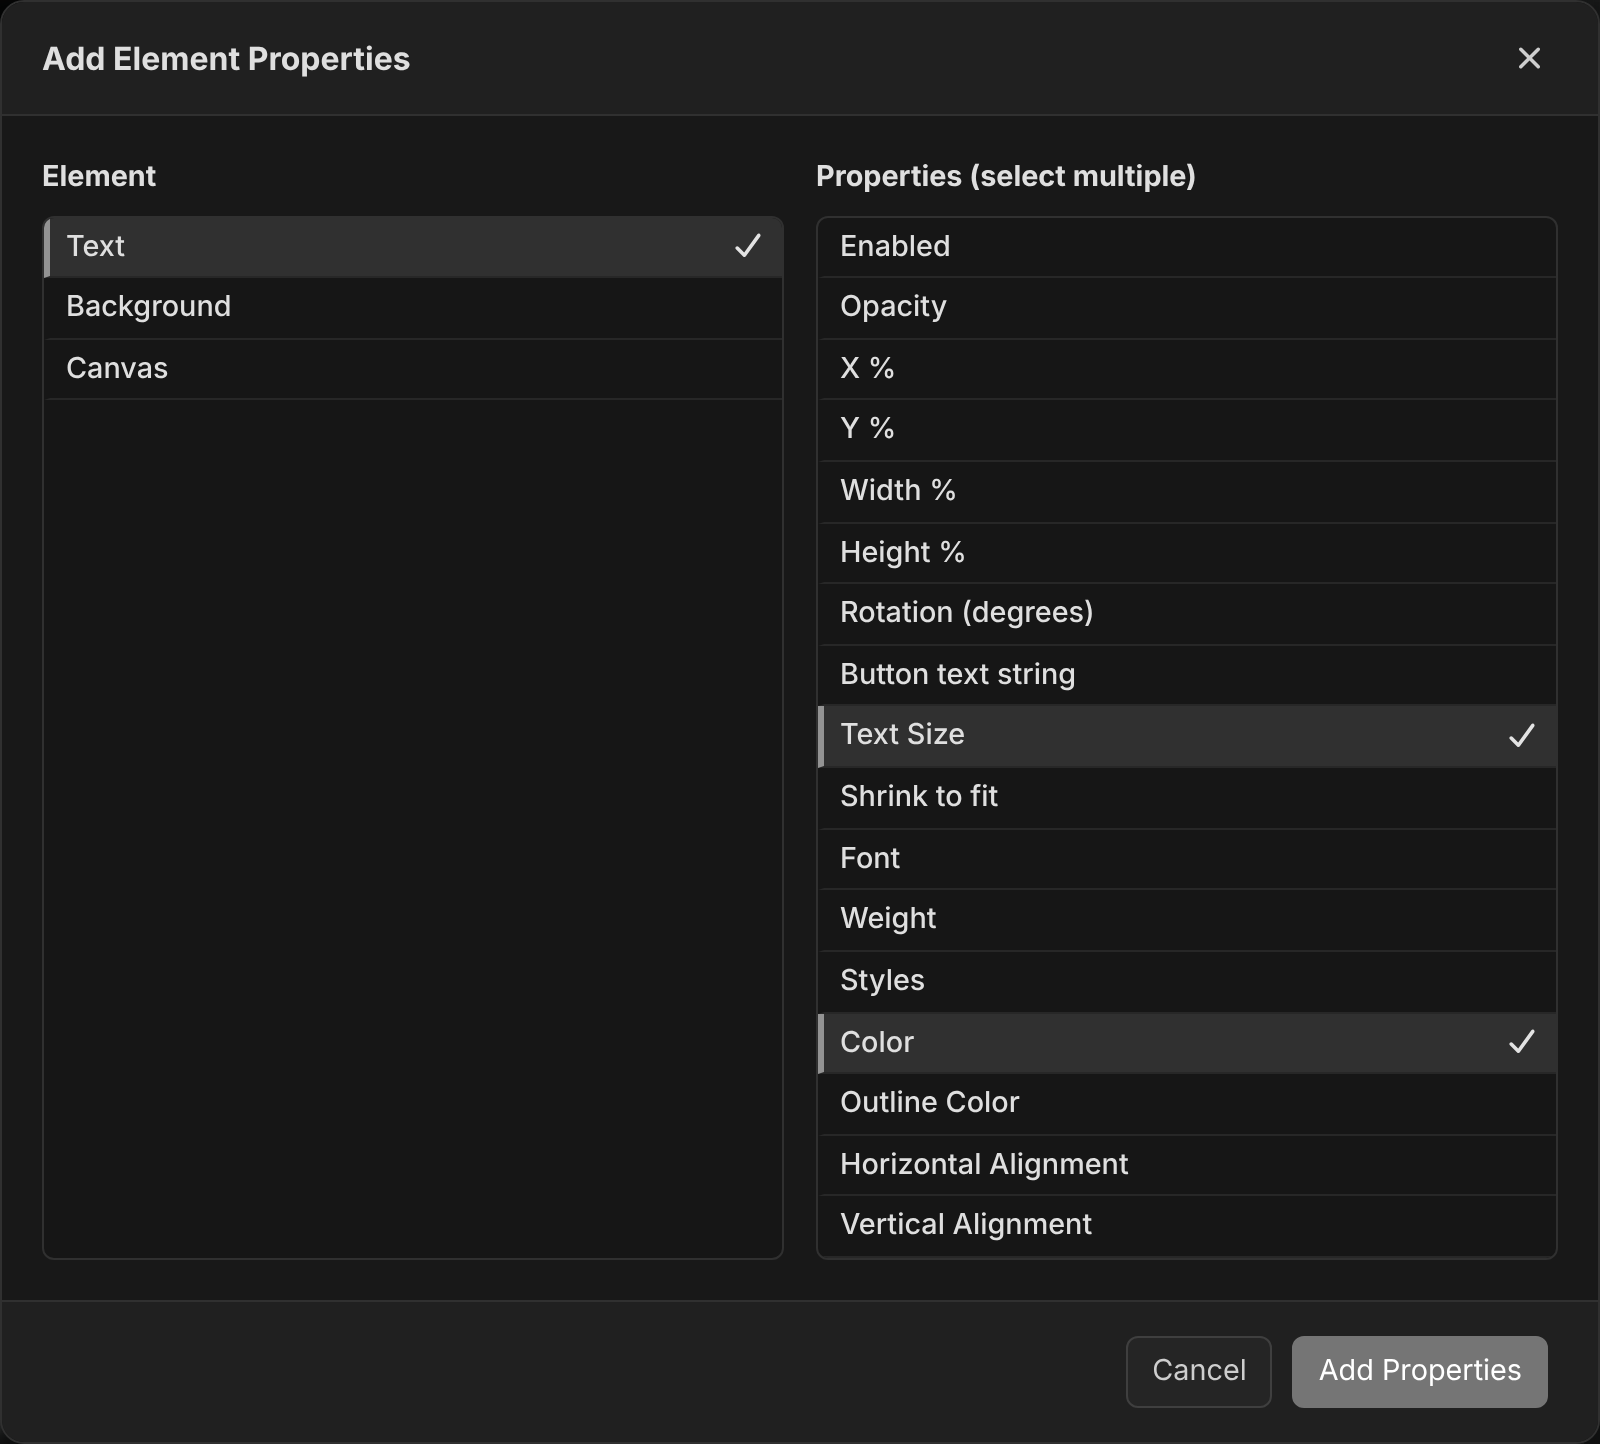 Add Element Properties
Element
Text
Background
Canvas
Properties (select multiple)
Enabled
Opacity
X %
Y %
Width %
Height %
Rotation (degrees)
Button text string
Text Size
Shrink to fit
Font
Weight
Styles
Color
Outline Color
Horizontal Alignment
Vertical Alignment
Cancel
Add Properties